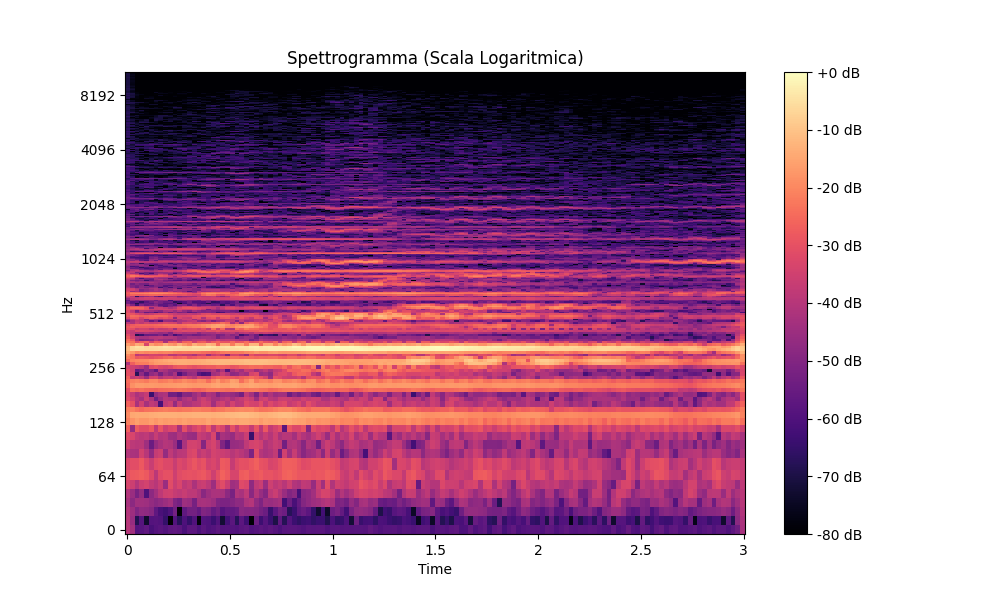 Spettrogramma (Scala Logaritmica)
Hz
8192
4096
2048
1024
512
256
128
64
0
0
0.5
1
1.5
2
2.5
3
Time
+0 dB
-10 dB
-20 dB
-30 dB
-40 dB
-50 dB
-60 dB
-70 dB
-80 dB